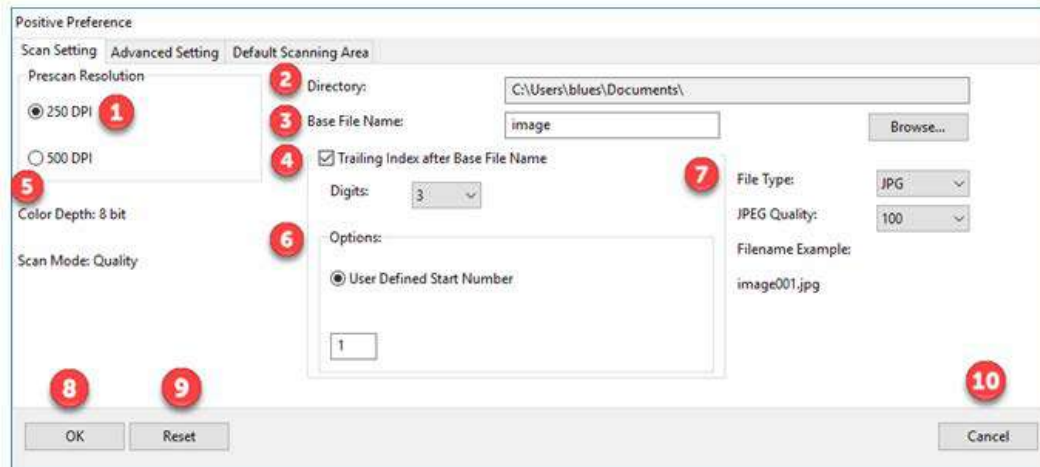 Positive Preference
Scan Setting Advanced Setting Default Scanning Area
Prescan Resolution
250 DPI 1
500 DPI
5
Color Depth: 8 bit
Scan Mode: Quality
2 Directory: C:\Users\blues\Documents\
3 Base File Name: image Browse...
4 Trailing Index after Base File Name
Digits: 3
6 Options:
User Defined Start Number
1
7 File Type: JPG
JPEG Quality: 100
Filename Example:
image001.jpg
8 9 10
OK Reset Cancel